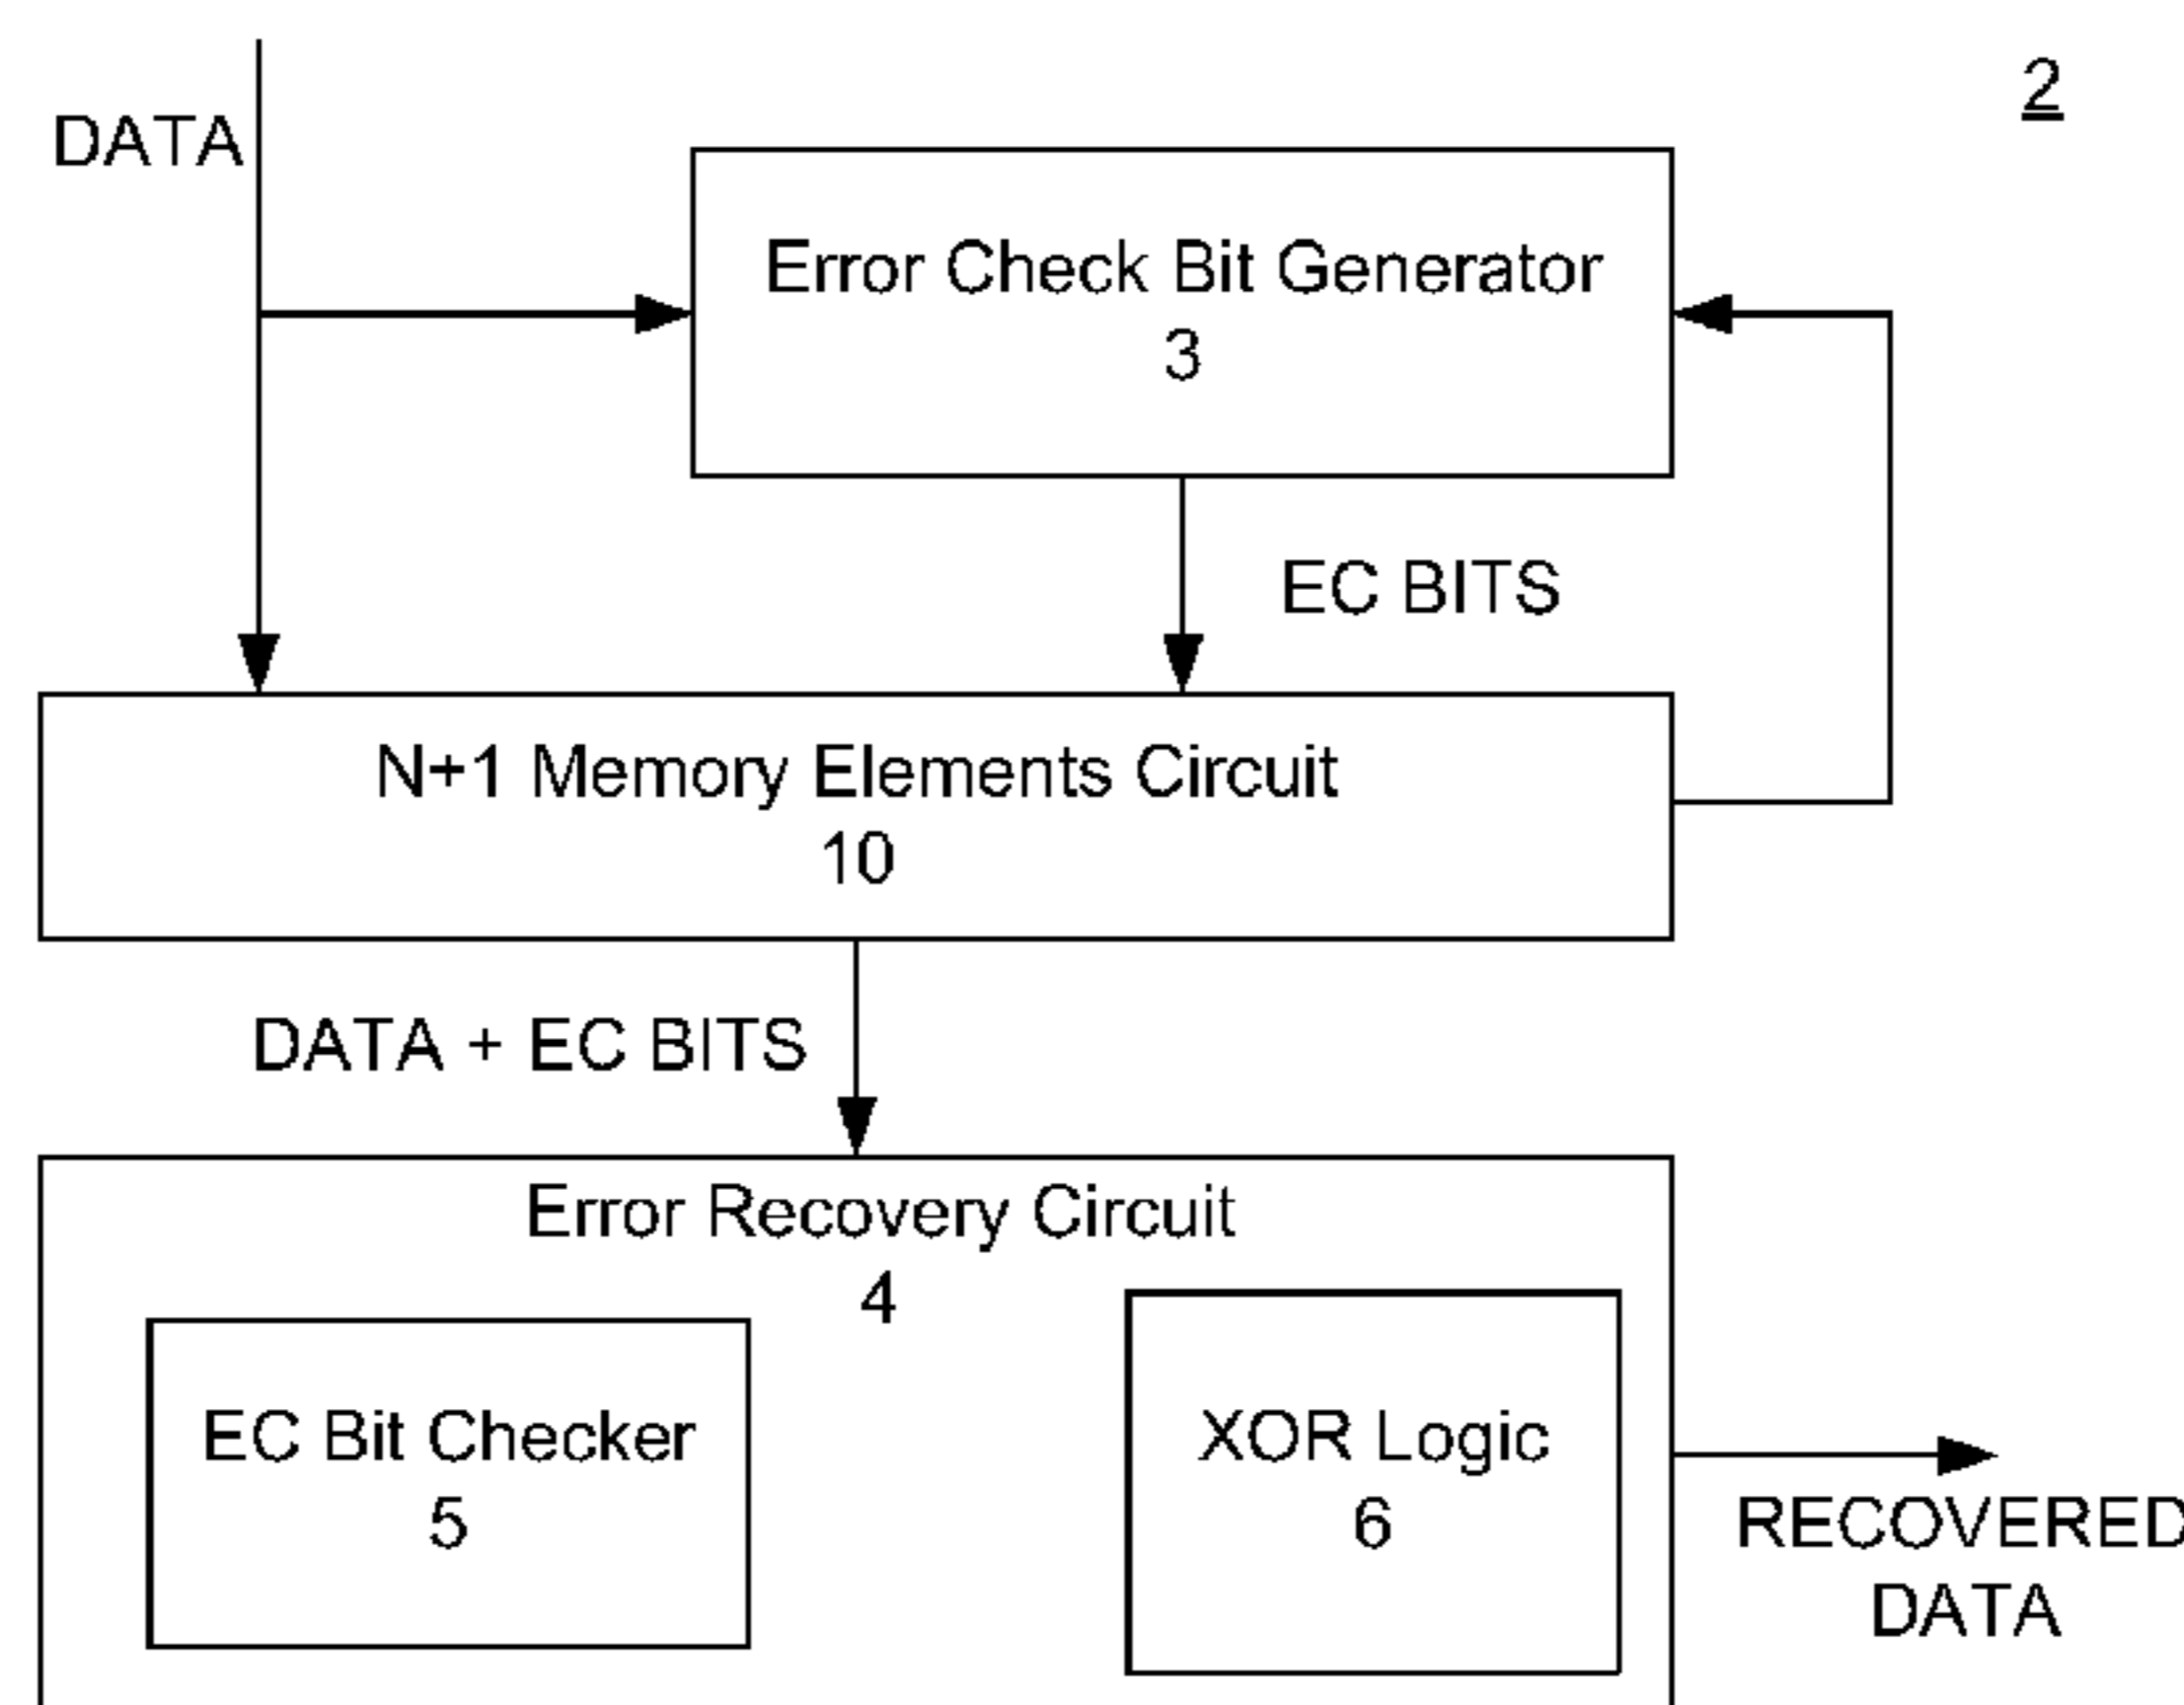 2
DATA
Error Check Bit Generator
3
EC BITS
N+1 Memory Elements Circuit
10
DATA + EC BITS
Error Recovery Circuit
4
EC Bit Checker
5
XOR Logic
6
RECOVERED
DATA